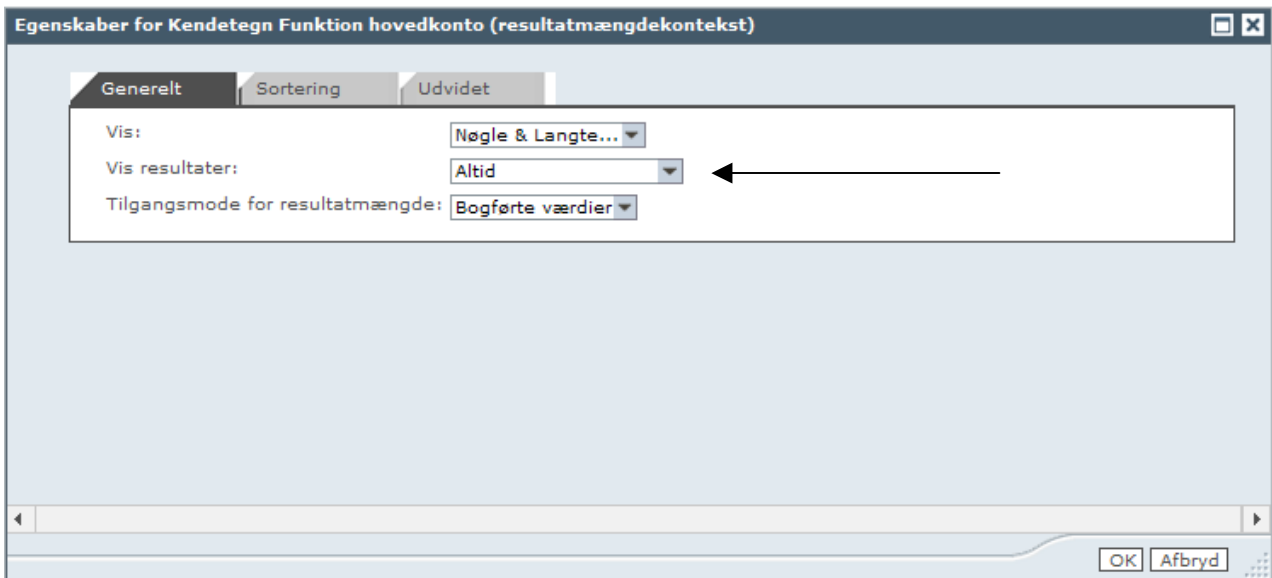 Egenskaber for Kendetegn Funktion hovedkonto (resultatmængdekontekst)
Generelt Sortering Udvidet
Vis: Nøgle & Langte...
Vis resultater: Altid
Tilgangsmode for resultatmængde: Bogførte værdier
OK Afbryd